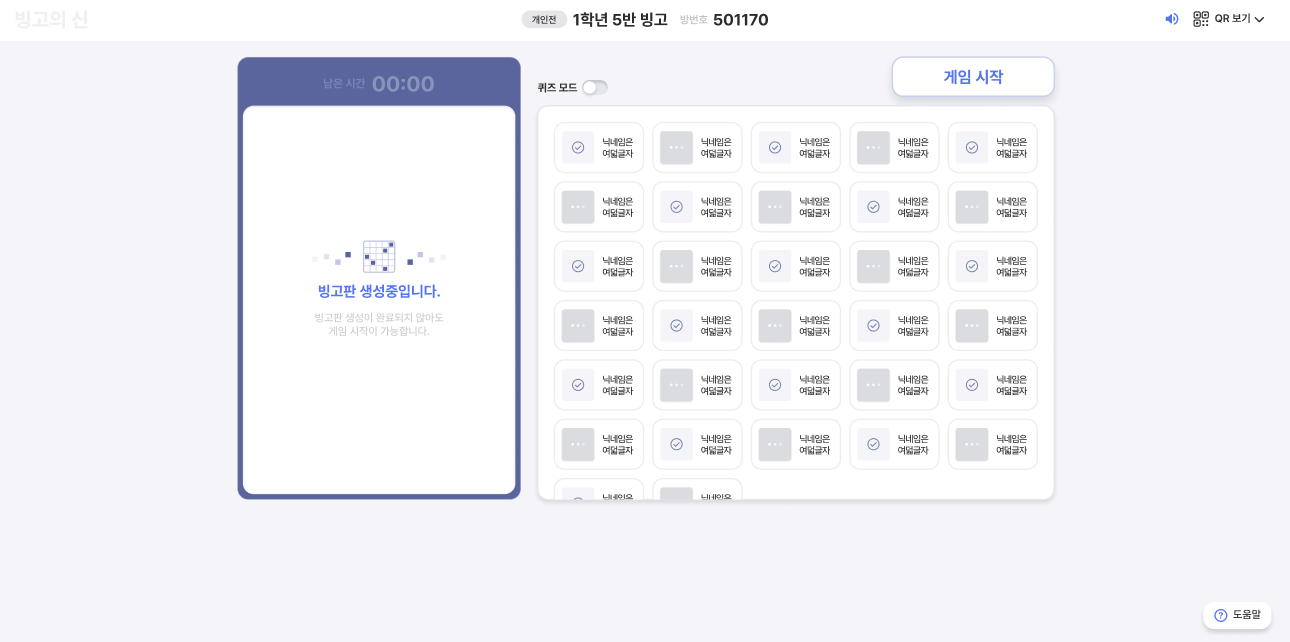 빙고의 신
개인전 1학년 5반 빙고 방번호 501170
QR 보기
남은 시간 00:00
빙고판 생성중입니다.
빙고판 생성이 완료되지 않아도
게임 시작이 가능합니다.
퀴즈 모드
게임 시작
닉네임은 닉네임은 닉네임은 닉네임은 닉네임은
여덟글자 여덟글자 여덟글자 여덟글자 여덟글자
닉네임은 닉네임은 닉네임은 닉네임은 닉네임은
여덟글자 여덟글자 여덟글자 여덟글자 여덟글자
닉네임은 닉네임은 닉네임은 닉네임은 닉네임은
여덟글자 여덟글자 여덟글자 여덟글자 여덟글자
닉네임은 닉네임은 닉네임은 닉네임은 닉네임은
여덟글자 여덟글자 여덟글자 여덟글자 여덟글자
닉네임은 닉네임은 닉네임은 닉네임은 닉네임은
여덟글자 여덟글자 여덟글자 여덟글자 여덟글자
닉네임은 닉네임은 닉네임은 닉네임은 닉네임은
여덟글자 여덟글자 여덟글자 여덟글자 여덟글자
닉네임은 닉네임은
도움말